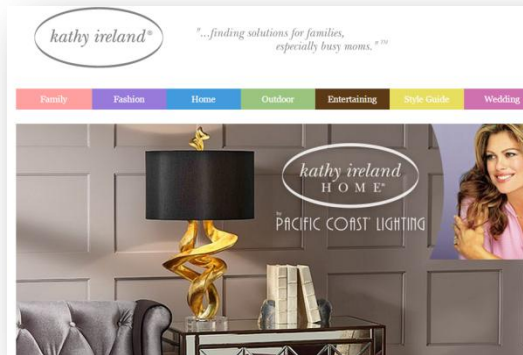 kathy ireland®
"...finding solutions for families,
especially busy moms."™
Family Fashion Home Outdoor Entertaining Style Guide Wedding
kathy ireland
HOME®
PACIFIC COAST® LIGHTING